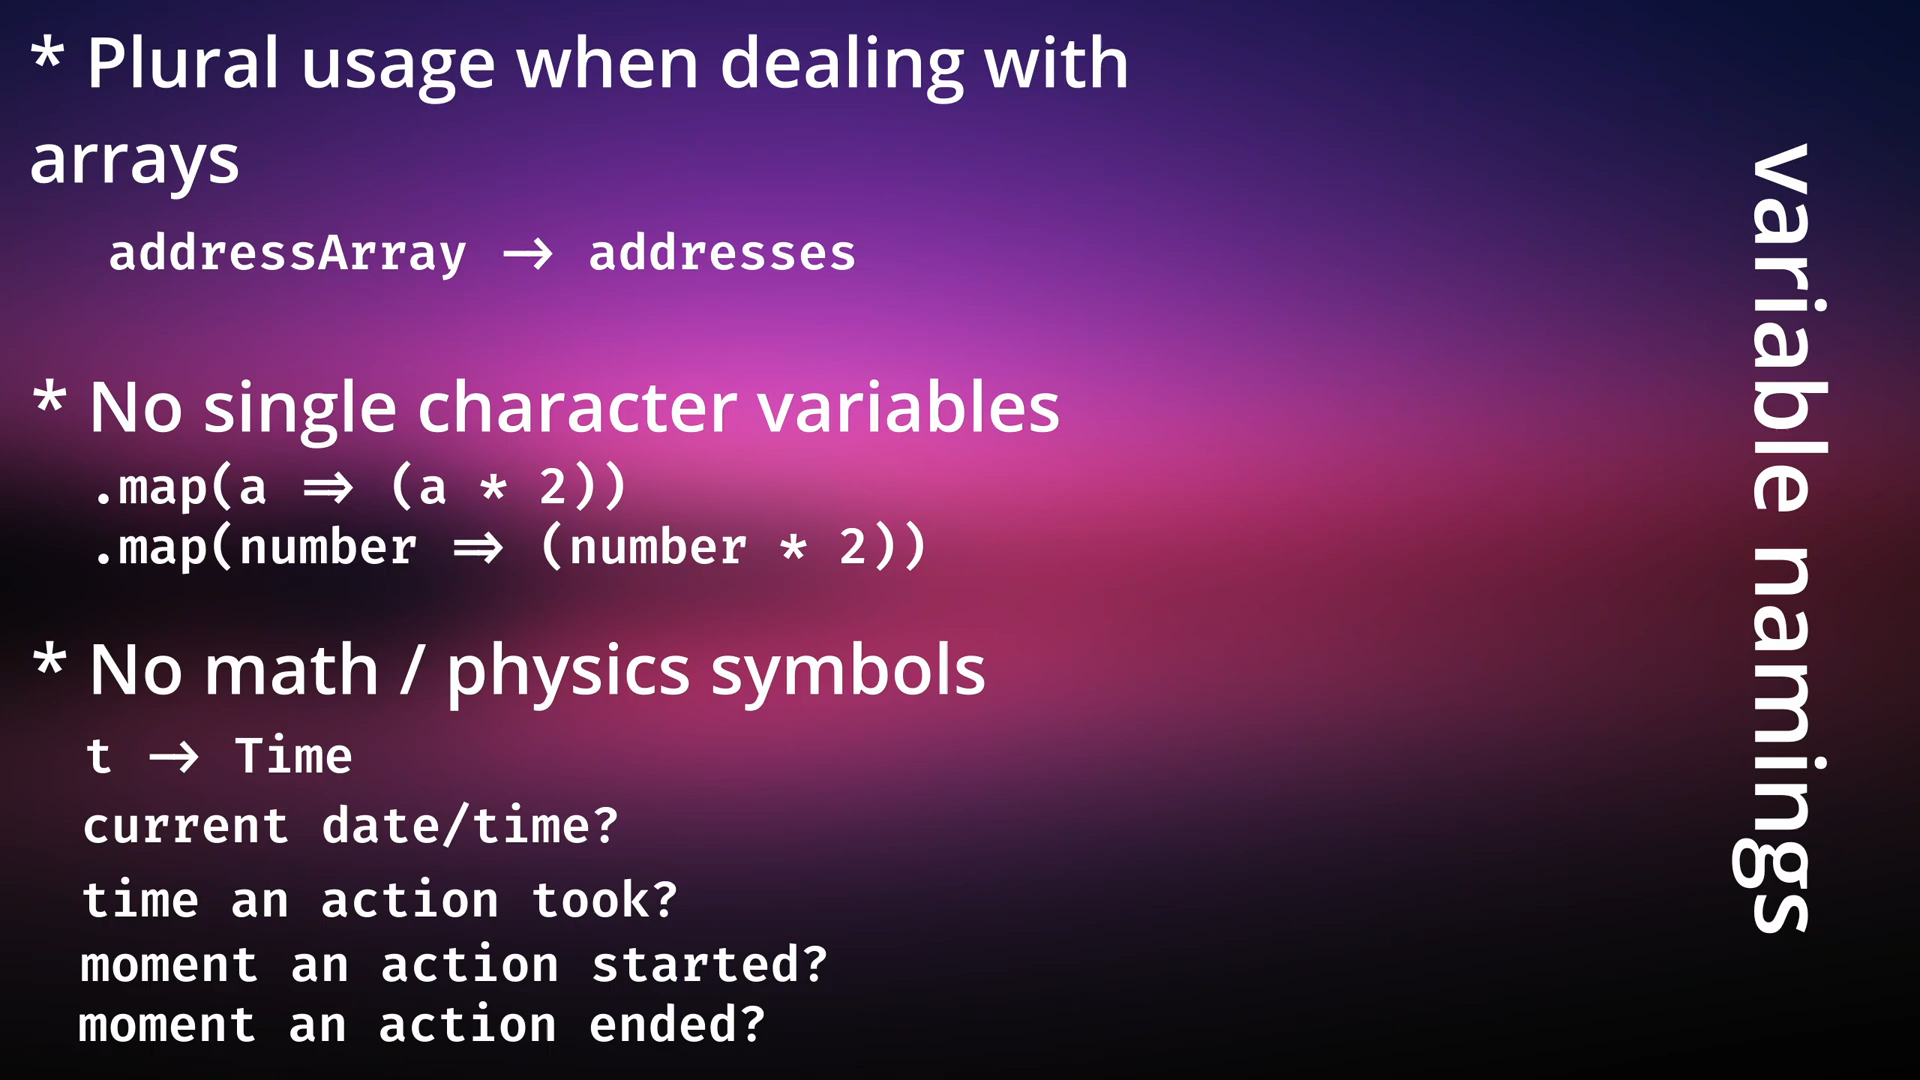 * Plural usage when dealing with
arrays
addressArray → addresses
* No single character variables
.map(a ⇒ (a * 2))
.map(number ⇒ (number * 2))
* No math / physics symbols
t → Time
current date/time?
time an action took?
moment an action started?
moment an action ended?
variable namings